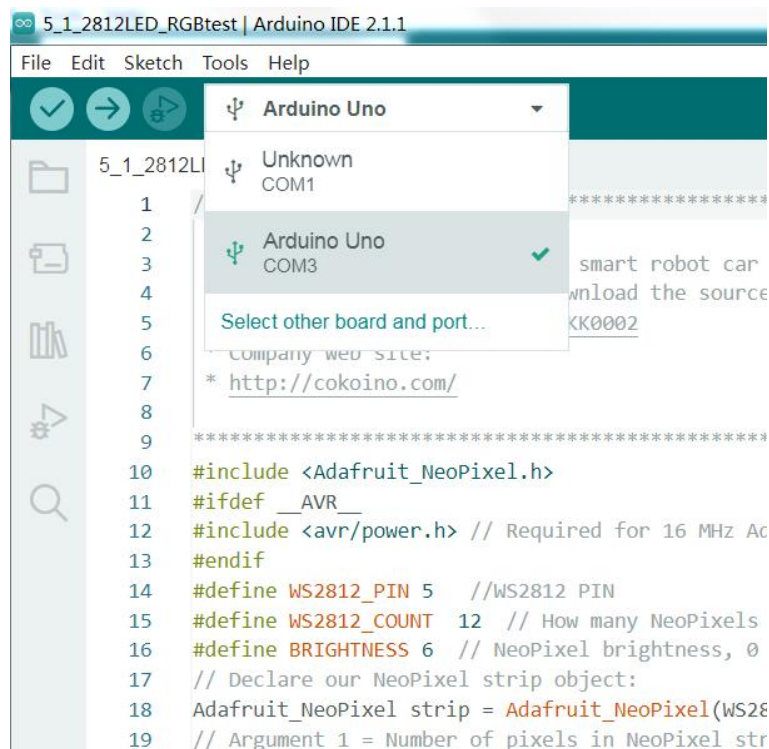 5_1_2812LED_RGBtest | Arduino IDE 2.1.1
File Edit Sketch Tools Help
Arduino Uno
5_1_2812L
Unknown
COM1
Arduino Uno
COM3
Select other board and port...
1 / *****************
2
3 smart robot car
4 wnload the source
5 KK0002
6 * Company web site:
7 * http://cokoino.com/
8
9 ************************************************
10 #include <Adafruit_NeoPixel.h>
11 #ifdef __AVR__
12 #include <avr/power.h> // Required for 16 MHz Ad
13 #endif
14 #define WS2812_PIN 5 //WS2812 PIN
15 #define WS2812_COUNT 12 // How many NeoPixels
16 #define BRIGHTNESS 6 // NeoPixel brightness, 0
17 // Declare our NeoPixel strip object:
18 Adafruit_NeoPixel strip = Adafruit_NeoPixel(WS28
19 // Argument 1 = Number of pixels in NeoPixel str